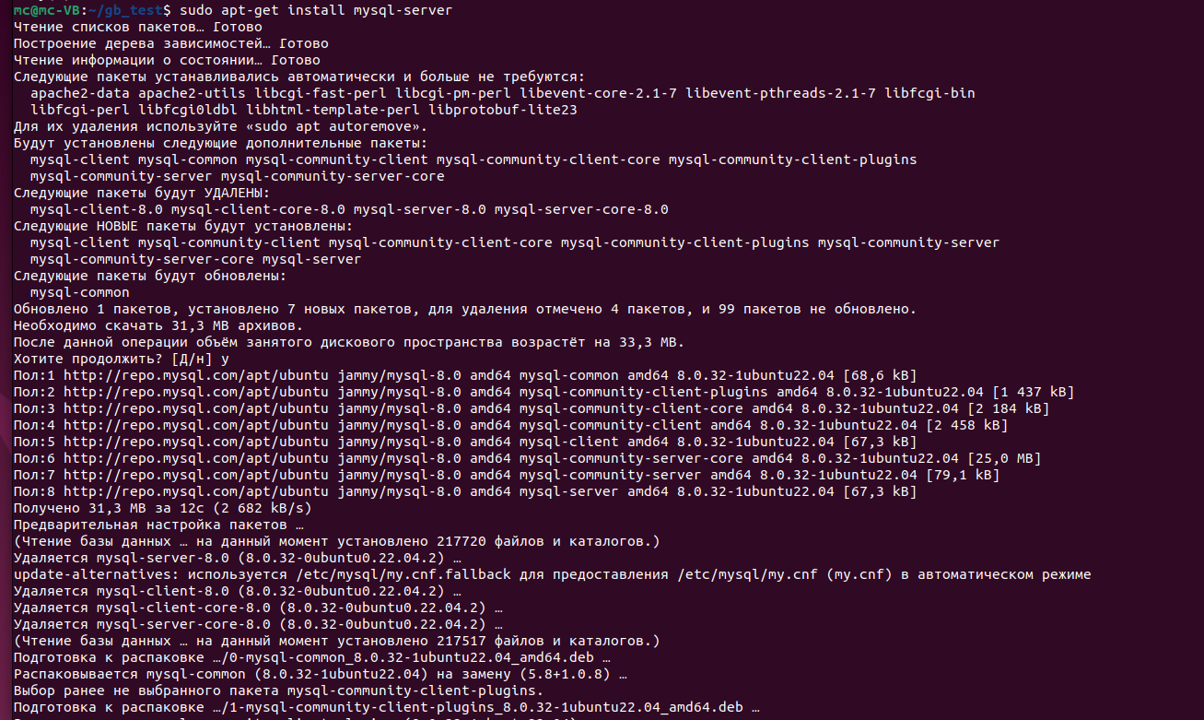 mc@mc-VB:~/gb_test$ sudo apt-get install mysql-server
Чтение списков пакетов… Готово
Построение дерева зависимостей… Готово
Чтение информации о состоянии… Готово
Следующие пакеты устанавливались автоматически и больше не требуются:
  apache2-data apache2-utils libcgi-fast-perl libcgi-pm-perl libevent-core-2.1-7 libevent-pthreads-2.1-7 libfcgi-bin
  libfcgi-perl libfcgi0ldbl libhtml-template-perl libprotobuf-lite23
Для их удаления используйте «sudo apt autoremove».
Будут установлены следующие дополнительные пакеты:
  mysql-client mysql-common mysql-community-client mysql-community-client-core mysql-community-client-plugins
  mysql-community-server mysql-community-server-core
Следующие пакеты будут УДАЛЕНЫ:
  mysql-client-8.0 mysql-client-core-8.0 mysql-server-8.0 mysql-server-core-8.0
Следующие НОВЫЕ пакеты будут установлены:
  mysql-client mysql-community-client mysql-community-client-core mysql-community-client-plugins mysql-community-server
  mysql-community-server-core mysql-server
Следующие пакеты будут обновлены:
  mysql-common
Обновлено 1 пакетов, установлено 7 новых пакетов, для удаления отмечено 4 пакетов, и 99 пакетов не обновлено.
Необходимо скачать 31,3 MB архивов.
После данной операции объём занятого дискового пространства возрастёт на 33,3 MB.
Хотите продолжить? [Д/н] y
Пол:1 http://repo.mysql.com/apt/ubuntu jammy/mysql-8.0 amd64 mysql-common amd64 8.0.32-1ubuntu22.04 [68,6 kB]
Пол:2 http://repo.mysql.com/apt/ubuntu jammy/mysql-8.0 amd64 mysql-community-client-plugins amd64 8.0.32-1ubuntu22.04 [1 437 kB]
Пол:3 http://repo.mysql.com/apt/ubuntu jammy/mysql-8.0 amd64 mysql-community-client-core amd64 8.0.32-1ubuntu22.04 [2 184 kB]
Пол:4 http://repo.mysql.com/apt/ubuntu jammy/mysql-8.0 amd64 mysql-community-client amd64 8.0.32-1ubuntu22.04 [2 458 kB]
Пол:5 http://repo.mysql.com/apt/ubuntu jammy/mysql-8.0 amd64 mysql-client amd64 8.0.32-1ubuntu22.04 [67,3 kB]
Пол:6 http://repo.mysql.com/apt/ubuntu jammy/mysql-8.0 amd64 mysql-community-server-core amd64 8.0.32-1ubuntu22.04 [25,0 MB]
Пол:7 http://repo.mysql.com/apt/ubuntu jammy/mysql-8.0 amd64 mysql-community-server amd64 8.0.32-1ubuntu22.04 [79,1 kB]
Пол:8 http://repo.mysql.com/apt/ubuntu jammy/mysql-8.0 amd64 mysql-server amd64 8.0.32-1ubuntu22.04 [67,3 kB]
Получено 31,3 MB за 12с (2 682 kB/s)
Предварительная настройка пакетов …
(Чтение базы данных … на данный момент установлено 217720 файлов и каталогов.)
Удаляется mysql-server-8.0 (8.0.32-0ubuntu0.22.04.2) …
update-alternatives: используется /etc/mysql/my.cnf.fallback для предоставления /etc/mysql/my.cnf (my.cnf) в автоматическом режиме
Удаляется mysql-client-8.0 (8.0.32-0ubuntu0.22.04.2) …
Удаляется mysql-client-core-8.0 (8.0.32-0ubuntu0.22.04.2) …
Удаляется mysql-server-core-8.0 (8.0.32-0ubuntu0.22.04.2) …
(Чтение базы данных … на данный момент установлено 217517 файлов и каталогов.)
Подготовка к распаковке …/0-mysql-common_8.0.32-1ubuntu22.04_amd64.deb …
Распаковывается mysql-common (8.0.32-1ubuntu22.04) на замену (5.8+1.0.8) …
Выбор ранее не выбранного пакета mysql-community-client-plugins.
Подготовка к распаковке …/1-mysql-community-client-plugins_8.0.32-1ubuntu22.04_amd64.deb …